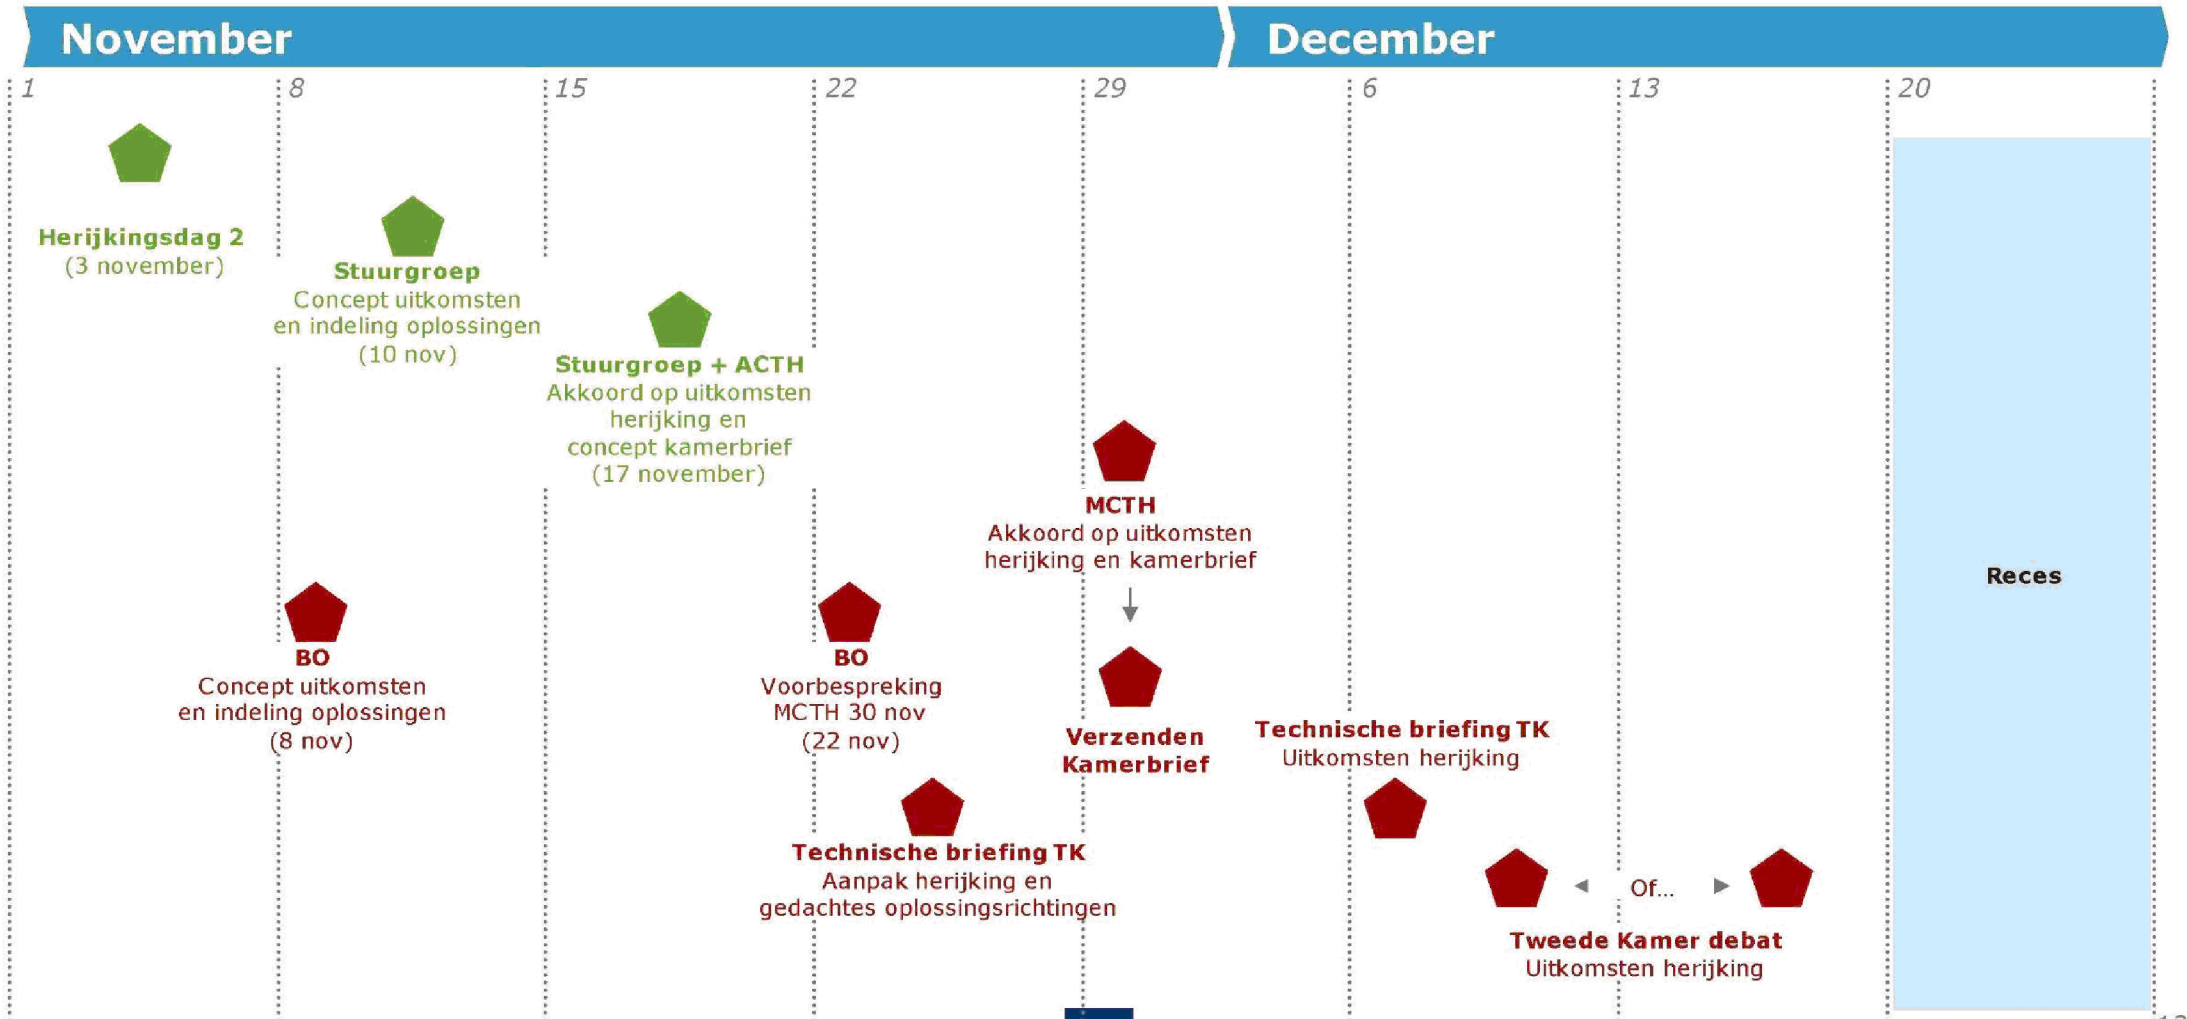 November
December
1
8
15
22
29
6
13
20
Herijkingsdag 2
(3 november)
Stuurgroep
Concept uitkomsten
en indeling oplossingen
(10 nov)
Stuurgroep + ACTH
Akkoord op uitkomsten
herijking en
concept kamerbrief
(17 november)
MCTH
Akkoord op uitkomsten
herijking en kamerbrief
Reces
BO
Concept uitkomsten
en indeling oplossingen
(8 nov)
BO
Voorbespreking
MCTH 30 nov
(22 nov)
Verzenden
Kamerbrief
Technische briefing TK
Uitkomsten herijking
Technische briefing TK
Aanpak herijking en
gedachtes oplossingsrichtingen
Of...
Tweede Kamer debat
Uitkomsten herijking